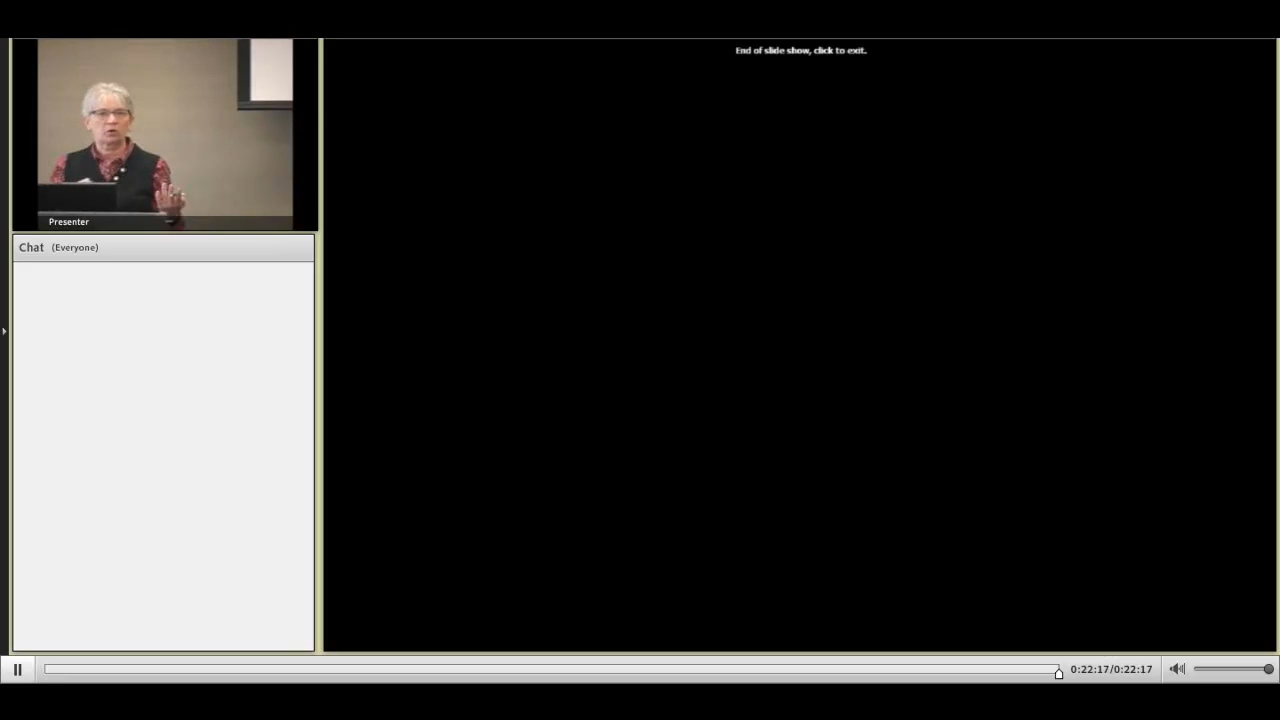 End of slide show, click to exit.
Presenter
Chat (Everyone)
0:22:17/0:22:17